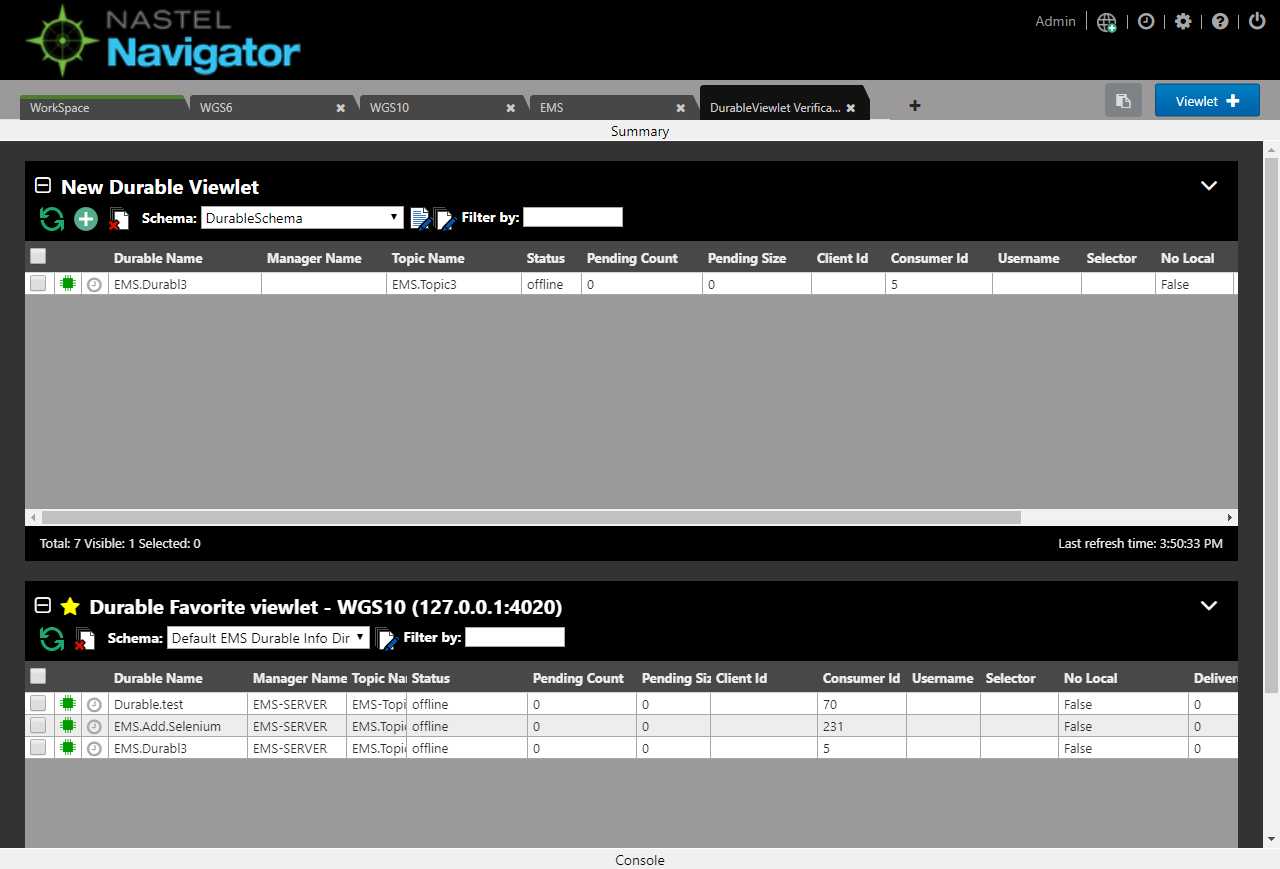 NASTEL
Navigator
Admin
WorkSpace
WGS6
WGS10
EMS
DurableViewlet Verifica...
Viewlet
Summary
New Durable Viewlet
Schema: DurableSchema Filter by:
Durable Name Manager Name Topic Name Status Pending Count Pending Size Client Id Consumer Id Username Selector No Local
EMS.Durabl3 EMS.Topic3 offline 0 0 5 False
Total: 7 Visible: 1 Selected: 0 Last refresh time: 3:50:33 PM
Durable Favorite viewlet - WGS10 (127.0.0.1:4020)
Schema: Default EMS Durable Info Dir Filter by:
Durable Name Manager Name Topic Nar Status Pending Count Pending Siz Client Id Consumer Id Username Selector No Local Deliver
Durable.test EMS-SERVER EMS-Topi offline 0 0 70 False 0
EMS.Add.Selenium EMS-SERVER EMS.Topic offline 0 0 231 False 0
EMS.Durabl3 EMS-SERVER EMS.Topic offline 0 0 5 False 0
Console